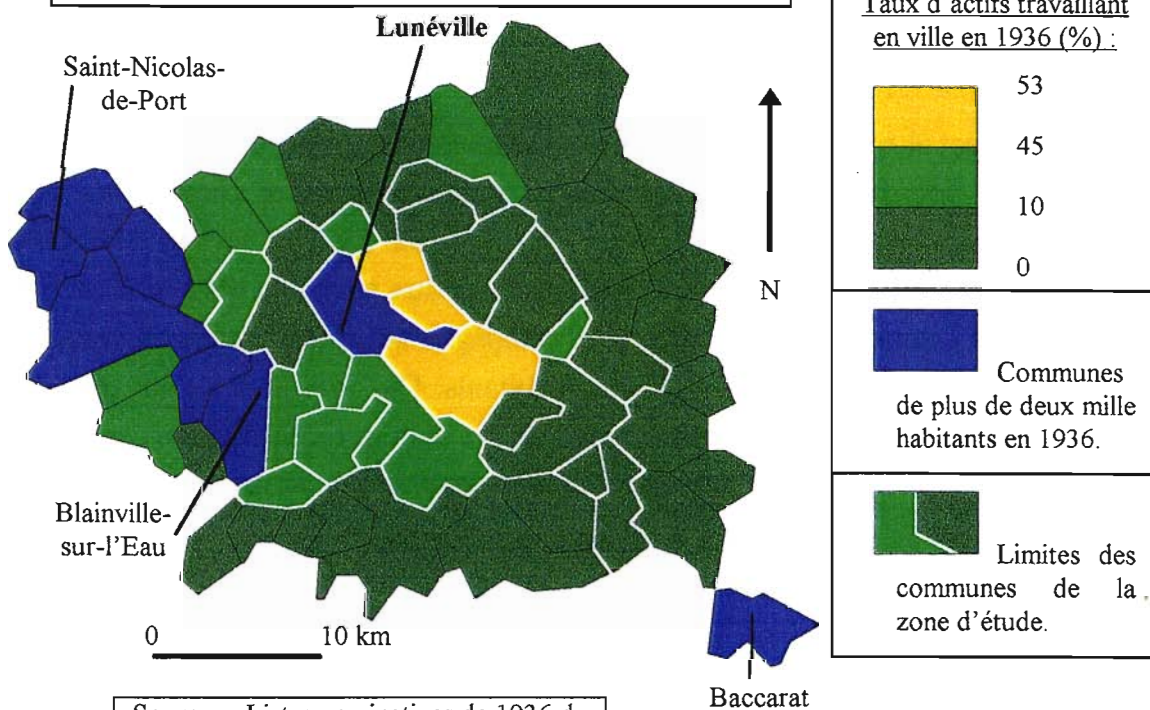 Lunéville
Saint-Nicolas-
de-Port
Blainville-
sur-l'Eau
0
10 km
N
Baccarat
Taux d'actifs travaillant
en ville en 1936 (%) :
53
45
10
0
Communes
de plus de deux mille
habitants en 1936.
Limites des
communes de la
zone d'étude.